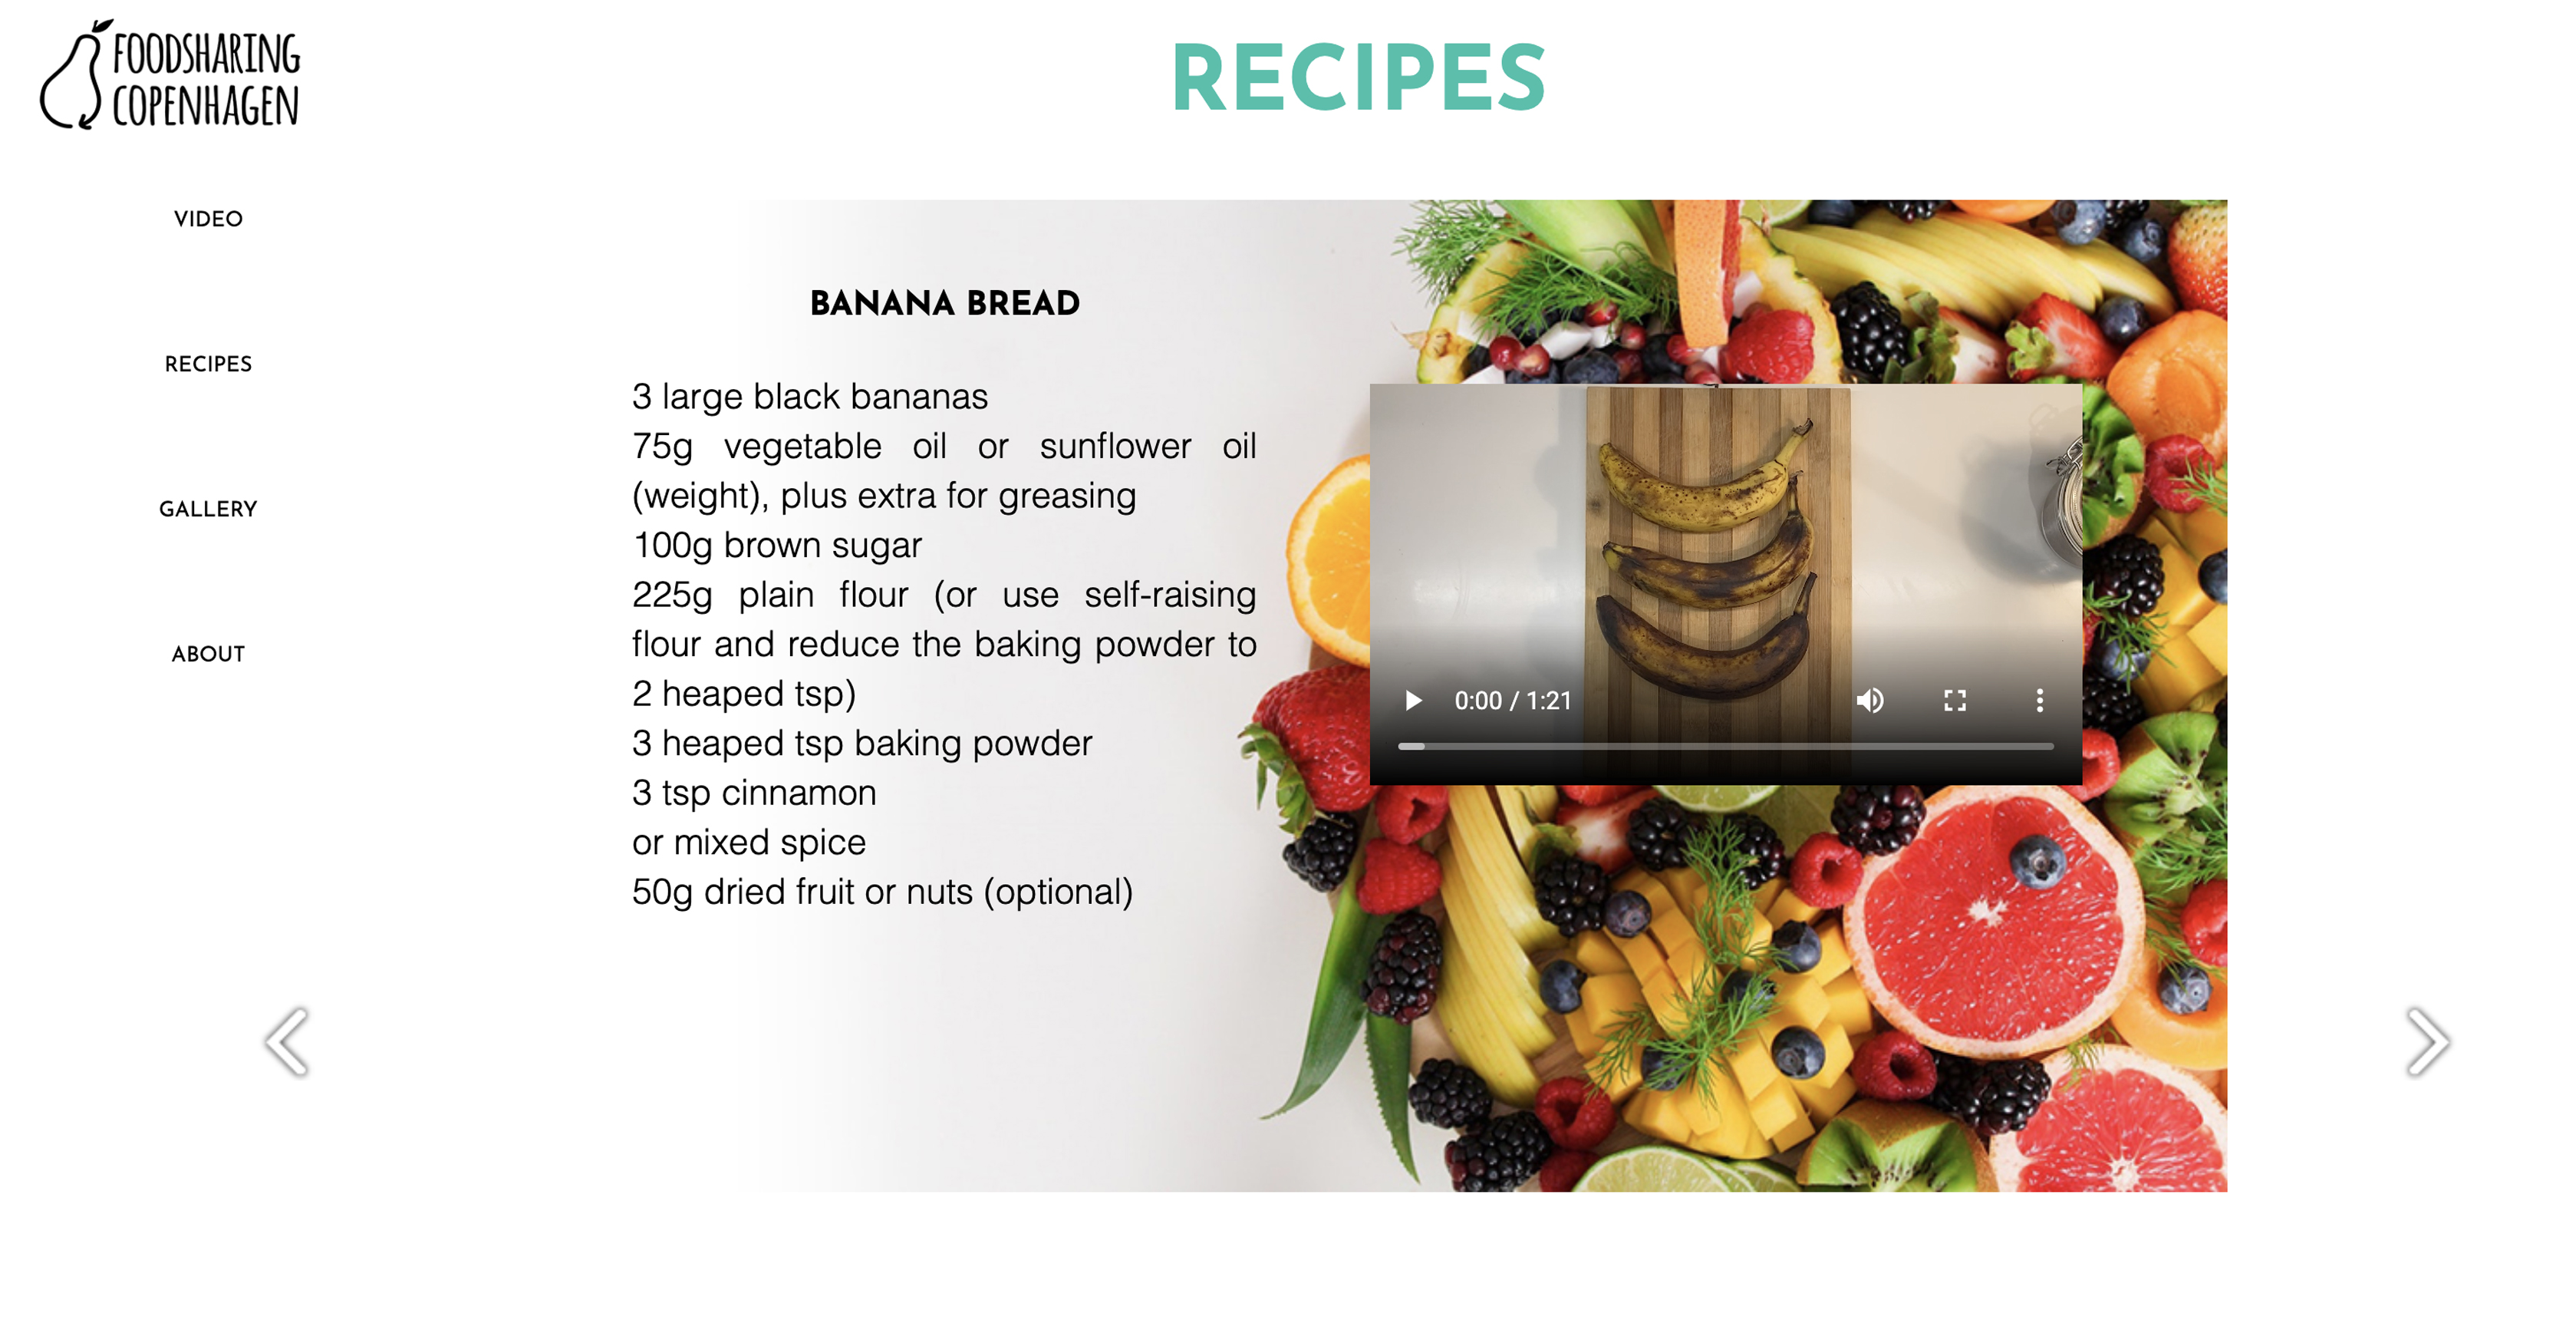 FOODSHARING
COPENHAGEN
RECIPES
VIDEO
RECIPES
GALLERY
ABOUT
BANANA BREAD
3 large black bananas
75g vegetable oil or sunflower oil
(weight), plus extra for greasing
100g brown sugar
225g plain flour (or use self-raising
flour and reduce the baking powder to
2 heaped tsp)
3 heaped tsp baking powder
3 tsp cinnamon
or mixed spice
50g dried fruit or nuts (optional)
0:00 / 1:21